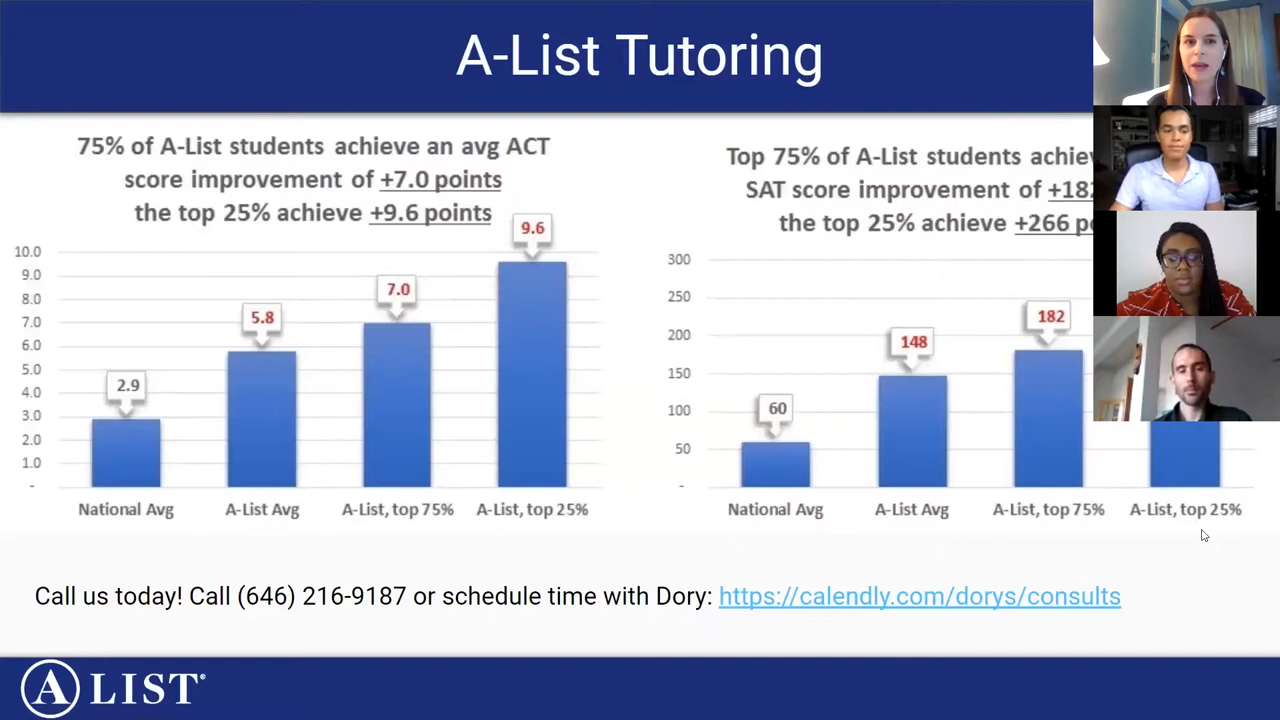 A-List Tutoring
75% of A-List students achieve an avg ACT
score improvement of +7.0 points
the top 25% achieve +9.6 points
10.0
9.0
8.0
7.0
6.0
5.0
4.0
3.0
2.0
1.0
-
2.9
5.8
7.0
9.6
National Avg
A-List Avg
A-List, top 75%
A-List, top 25%
Top 75% of A-List students
SAT score improvement of
the top 25% achieve +266
300
250
200
150
100
50
-
60
148
182
National Avg
A-List Avg
A-List, top 75%
A-List, top 25%
Call us today! Call (646) 216-9187 or schedule time with Dory: https://calendly.com/dorys/consults
A LIST®